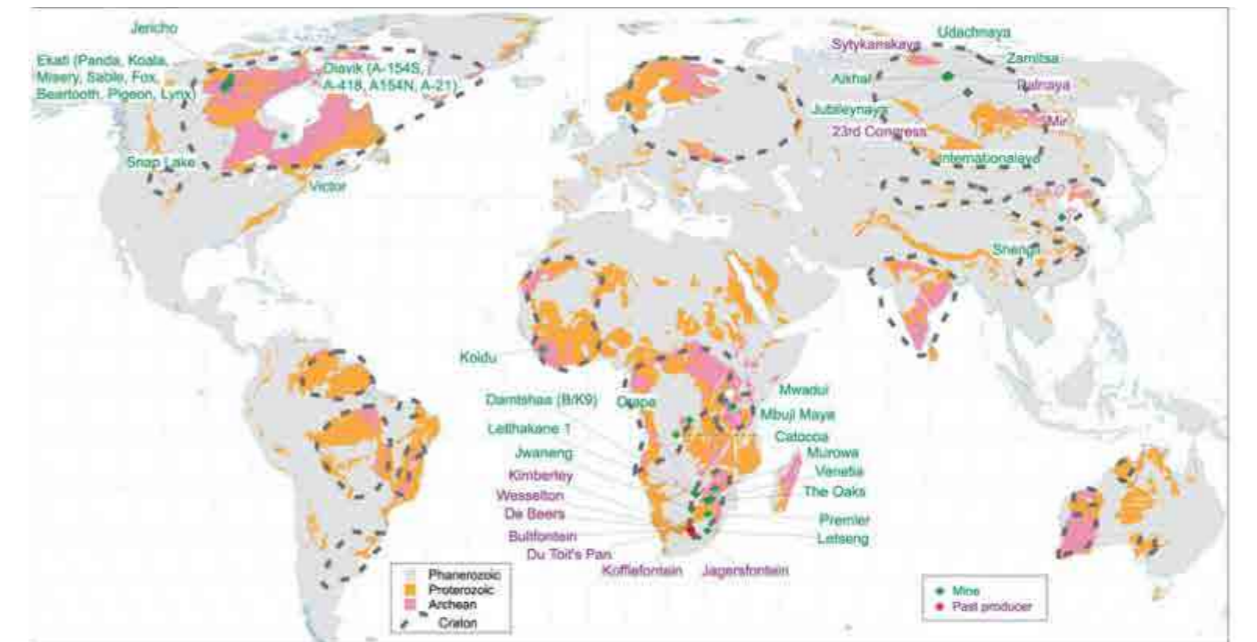 Jericho
Ekati (Panda, Koala,
Misery, Sable, Fox,
Beartooth, Pigeon, Lynx)
Diavik (A-154S,
A-418, A154N, A-21)
Snap Lake
Victor
Sytykanskaya
Udachnaya
Zarnitsa
Aikhal
Dalnaya
Jubileynaya
Mir
23rd Congress
Internationalaya
Shengli
Koidu
Damtshaa (B/K9)
Orapa
Letlhakane 1
Jwaneng
Kimberley
Wesselton
De Beers
Bultfontein
Du Toit's Pan
Koffiefontein
Jagersfontein
Mwadui
Mbuji Maya
Catocoa
Murowa
Venetia
The Oaks
Premier
Letseng
Phanerozoic
Proterozoic
Archean
Craton
Mine
Past producer